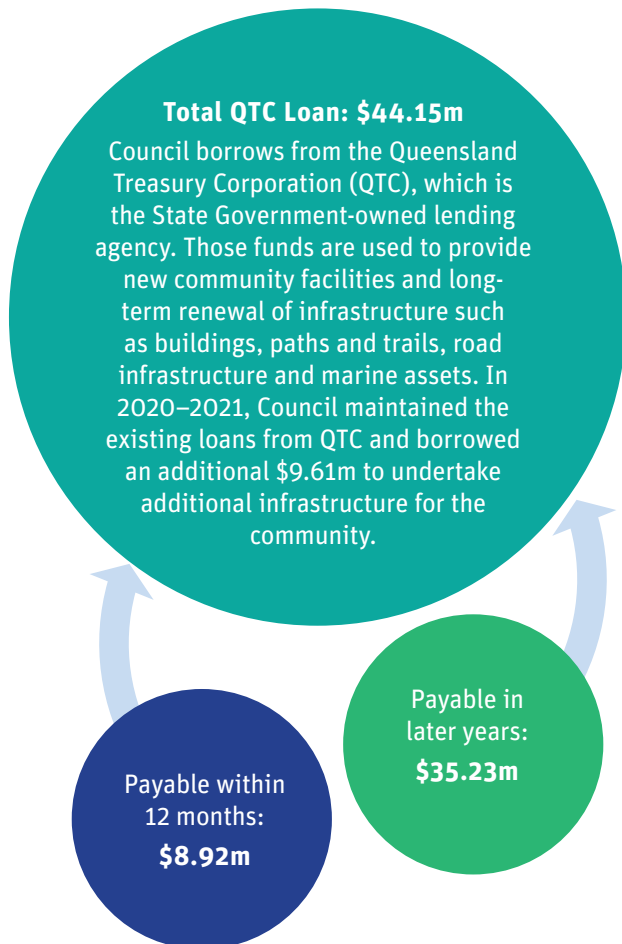 Total QTC Loan: $44.15m
Council borrows from the Queensland
Treasury Corporation (QTC), which is
the State Government-owned lending
agency. Those funds are used to provide
new community facilities and long-
term renewal of infrastructure such
as buildings, paths and trails, road
infrastructure and marine assets. In
2020–2021, Council maintained the
existing loans from QTC and borrowed
an additional $9.61m to undertake
additional infrastructure for the
community.
Payable within
12 months:
$8.92m
Payable in
later years:
$35.23m